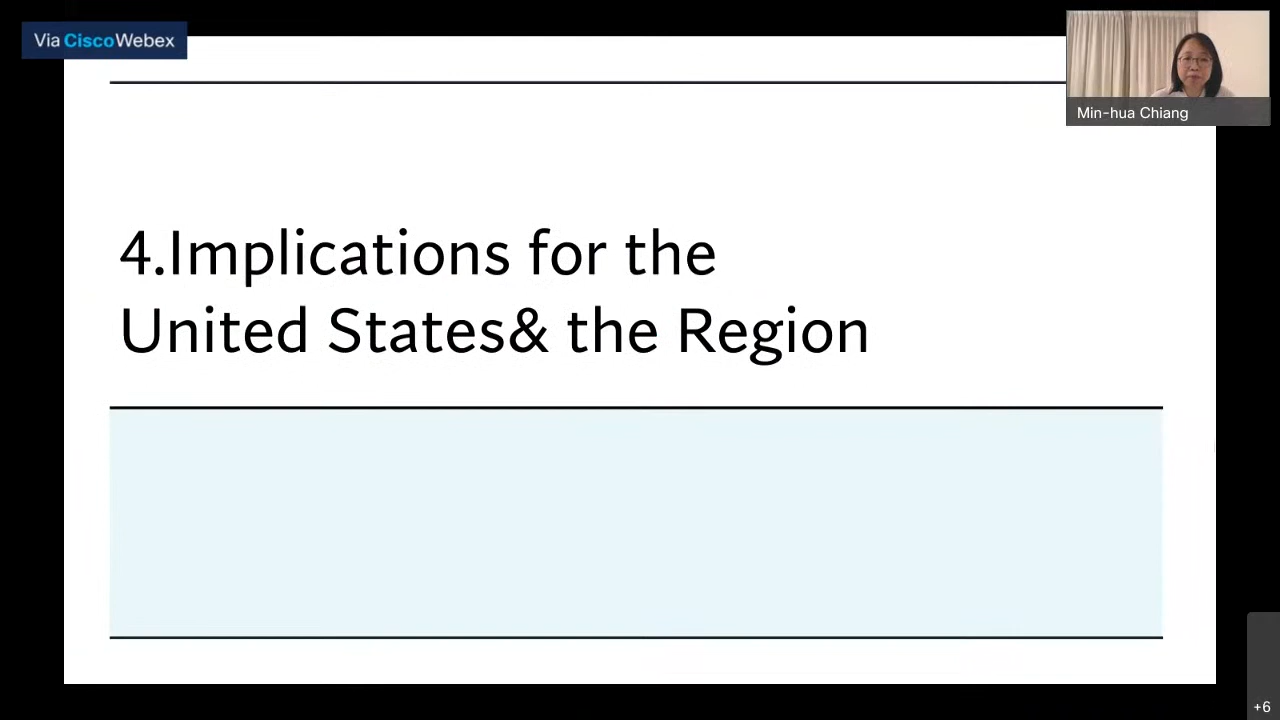 Via CiscoWebex
Min-hua Chiang
4.Implications for the
United States& the Region
+6